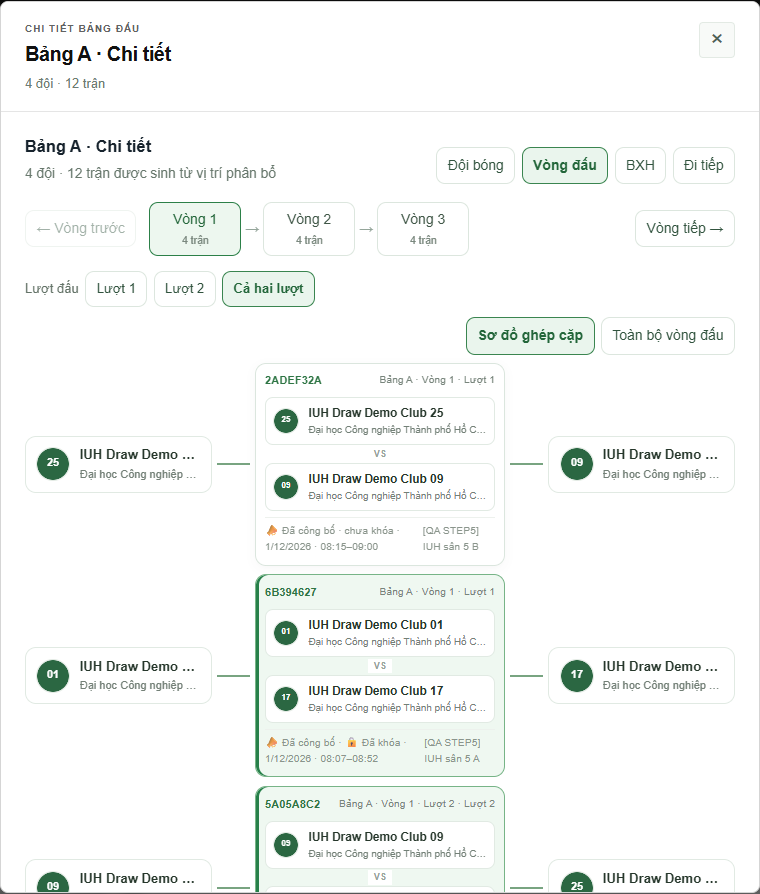 CHI TIẾT BẢNG ĐẤU
Bảng A · Chi tiết
4 đội · 12 trận
×
Bảng A · Chi tiết
4 đội · 12 trận được sinh từ vị trí phân bổ
Đội bóng
Vòng đấu
BXH
Đi tiếp
← Vòng trước
Vòng 1
4 trận
→
Vòng 2
4 trận
→
Vòng 3
4 trận
Vòng tiếp →
Lượt đấu
Lượt 1
Lượt 2
Cả hai lượt
Sơ đồ ghép cặp
Toàn bộ vòng đấu
25
IUH Draw Demo ...
Đại học Công nghiệp ...
2ADEF32A
Bảng A · Vòng 1 · Lượt 1
25
IUH Draw Demo Club 25
Đại học Công nghiệp Thành phố Hồ C...
VS
09
IUH Draw Demo Club 09
Đại học Công nghiệp Thành phố Hồ C...
Đã công bố · chưa khóa ·
1/12/2026 · 08:15–09:00
[QA STEP5]
IUH sân 5 B
09
IUH Draw Demo ...
Đại học Công nghiệp ...
01
IUH Draw Demo ...
Đại học Công nghiệp ...
6B394627
Bảng A · Vòng 1 · Lượt 1
01
IUH Draw Demo Club 01
Đại học Công nghiệp Thành phố Hồ C...
VS
17
IUH Draw Demo Club 17
Đại học Công nghiệp Thành phố Hồ C...
Đã công bố · Đã khóa ·
1/12/2026 · 08:07–08:52
[QA STEP5]
IUH sân 5 A
17
IUH Draw Demo ...
Đại học Công nghiệp ...
09
IUH Draw Demo ...
5A05A8C2
Bảng A · Vòng 1 · Lượt 2 · Lượt 2
09
IUH Draw Demo Club 09
Đại học Công nghiệp Thành phố Hồ C...
VS
25
IUH Draw Demo ...